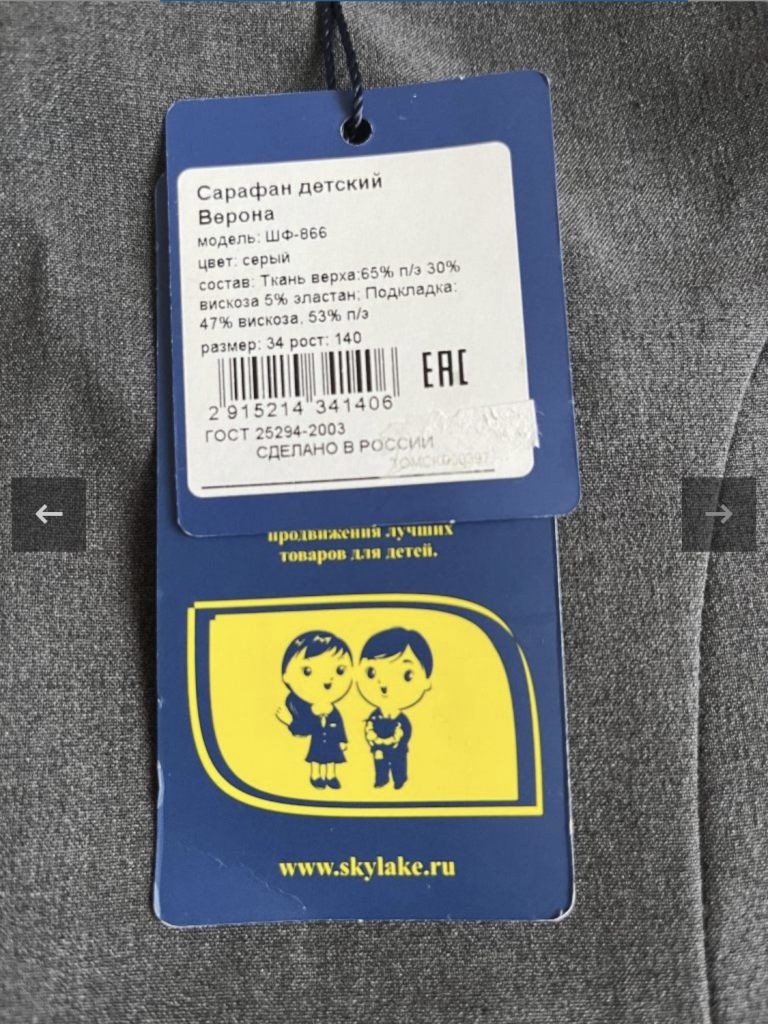 Сарафан детский
Верона
модель: ШФ-866
цвет: серый
состав: Ткань верха:65% п/э 30%
вискоза 5% эластан; Подкладка:
47% вискоза, 53% п/э
размер: 34 рост: 140
EAC
2 915214 341406
ГОСТ 25294-2003
СДЕЛАНО В РОССИИ
продвижения лучших
товаров для детей.
www.skylake.ru